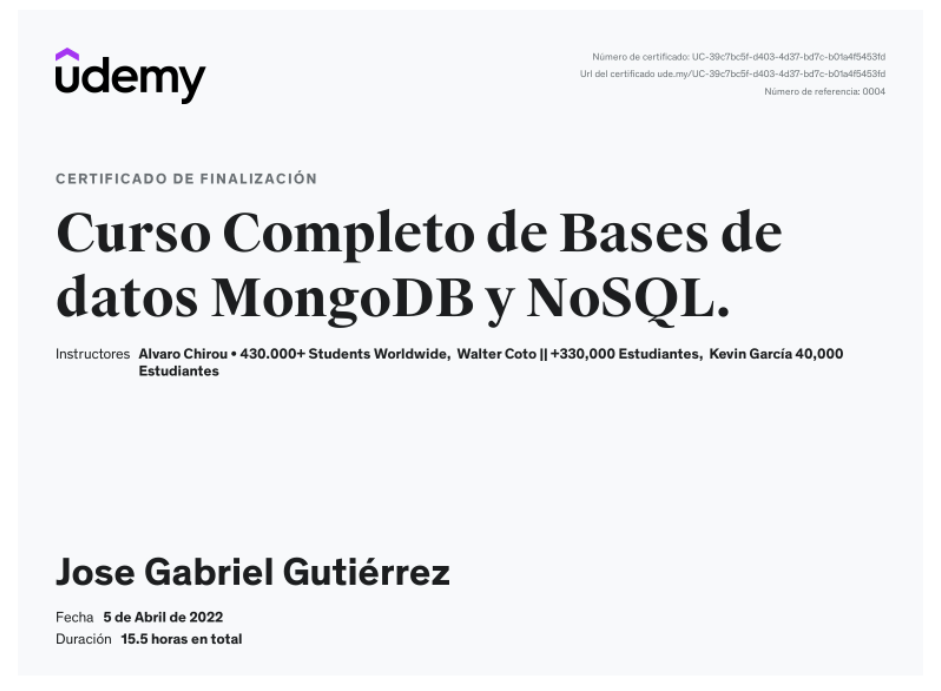 ûdemy
Número de certificado: UC-39c7bc5f-d403-4d37-bd7c-b01a4f5453fd
Url del certificado ude.my/UC-39c7bc5f-d403-4d37-bd7c-b01a4f5453fd
Número de referencia: 0004
CERTIFICADO DE FINALIZACIÓN
Curso Completo de Bases de
datos MongoDB y NoSQL.
Instructores Alvaro Chirou • 430.000+ Students Worldwide, Walter Coto || +330,000 Estudiantes, Kevin García 40,000
Estudiantes
Jose Gabriel Gutiérrez
Fecha 5 de Abril de 2022
Duración 15.5 horas en total